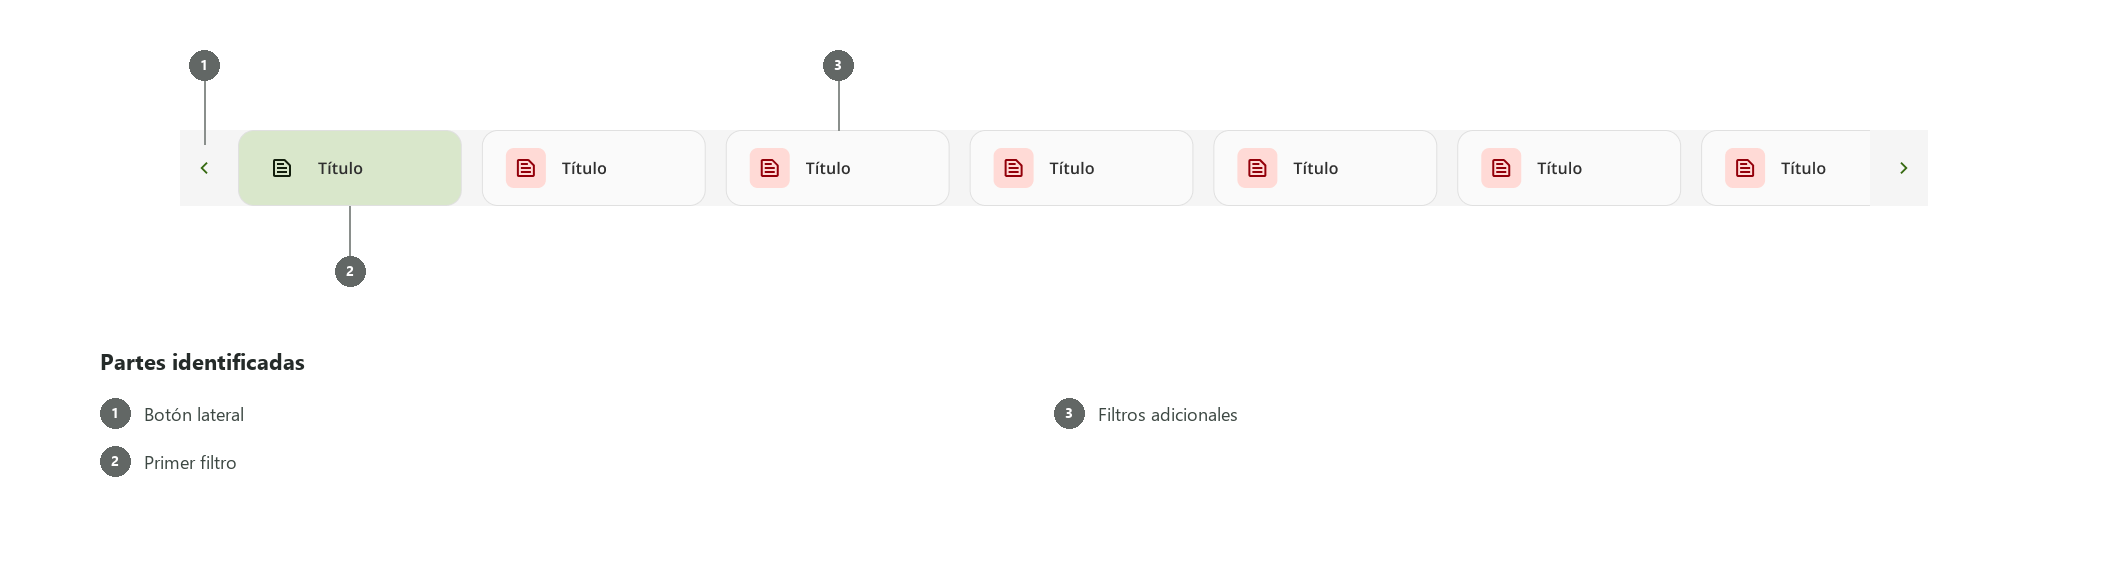 1 3
Título Título Título Título Título Título Título
2
Partes identificadas
1 Botón lateral
3 Filtros adicionales
2 Primer filtro